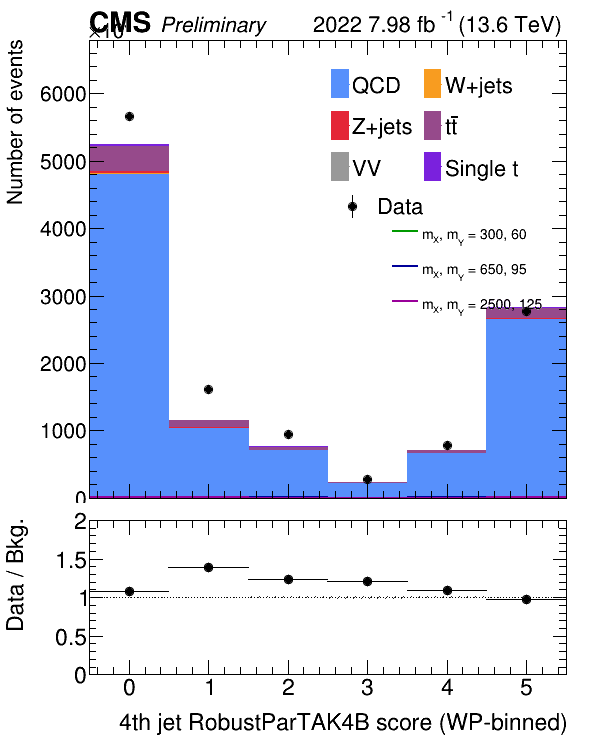 CMS Preliminary 2022 7.98 fb⁻¹ (13.6 TeV)
Number of events
6000
5000
4000
3000
2000
1000
0
QCD W+jets
Z+jets tt̄
VV Single t
Data
m_X, m_Y = 300, 60
m_X, m_Y = 650, 95
m_X, m_Y = 2500, 125
Data / Bkg.
2
1.5
1
0.5
0
0 1 2 3 4 5
4th jet RobustParTAK4B score (WP-binned)